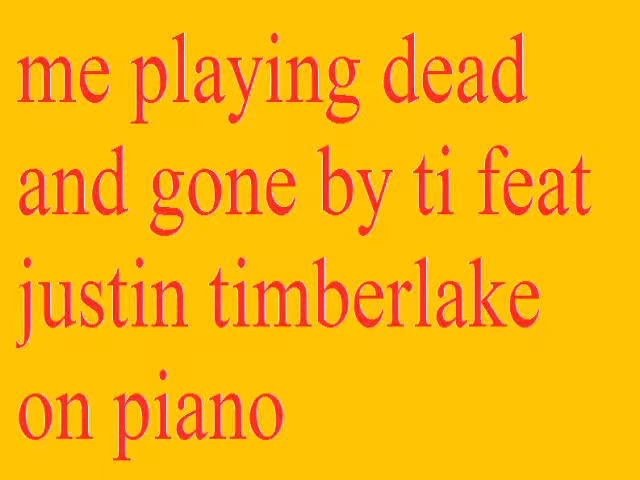 me playing dead
and gone by ti feat
justin timberlake
on piano